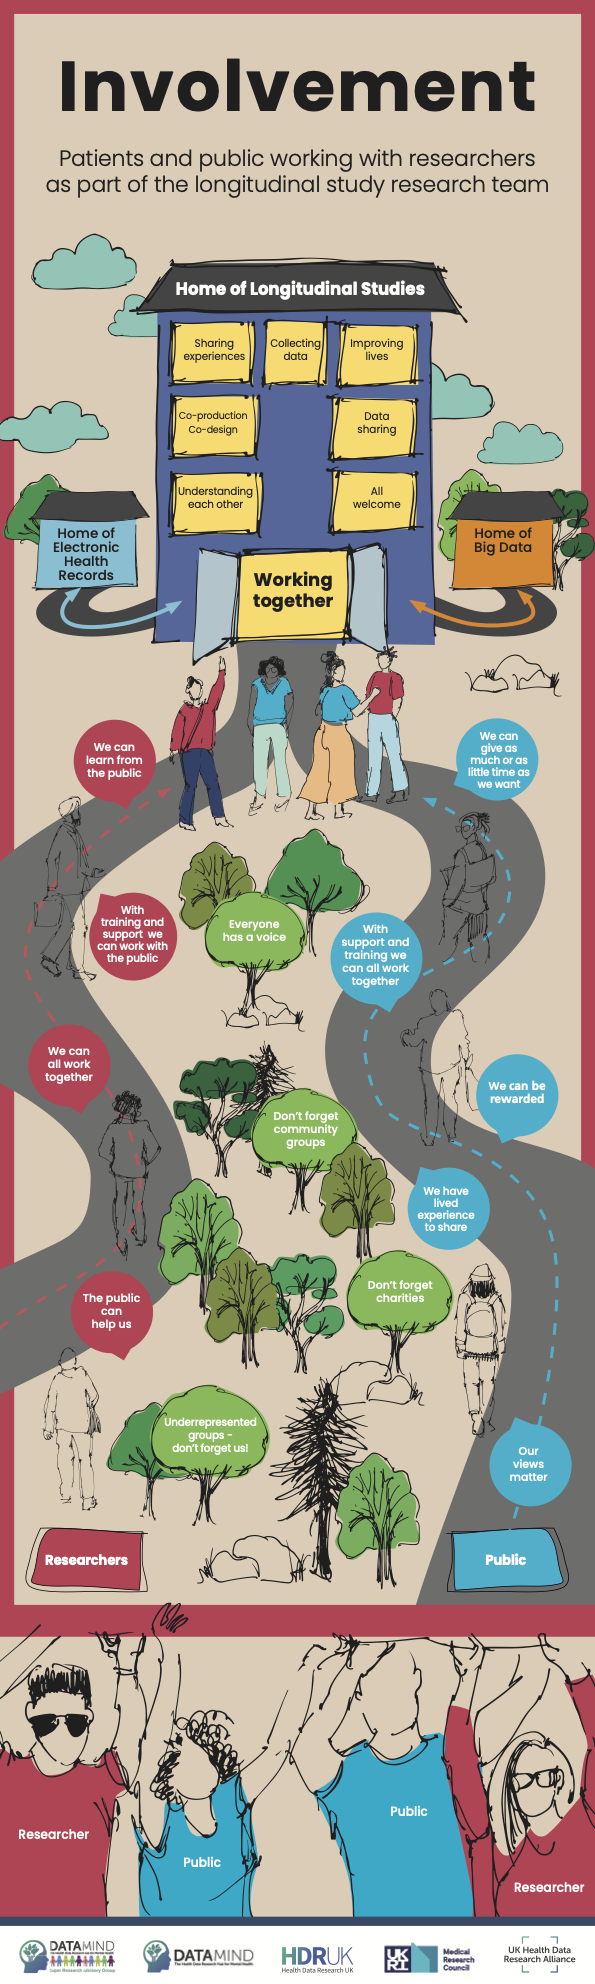 Involvement
Patients and public working with researchers
as part of the longitudinal study research team
Home of Longitudinal Studies
Sharing
experiences
Collecting
data
Improving
lives
Co-production
Co-design
Data
sharing
Understanding
each other
All
welcome
Home of
Electronic
Health
Records
Home of
Big Data
Working
together
We can
learn from
the public
We can
give as
much or as
little time as
we want
With
training and
support we
can work with
the public
Everyone
has a voice
With
support and
training we
can all work
together
We can
all work
together
We can be
rewarded
Don't forget
community
groups
We have
lived
experience
to share
The public
can
help us
Don't forget
charities
Underrepresented
groups -
don't forget us!
Our
views
matter
Researchers
Public
Researcher
Public
Public
Researcher
DATAMIND
The Health Data Research Hub for Mental Health
Super Research Advisory Group
DATAMIND
The Health Data Research Hub for Mental Health
HDRUK
Health Data Research UK
UKRI
Medical
Research
Council
UK Health Data
Research Alliance